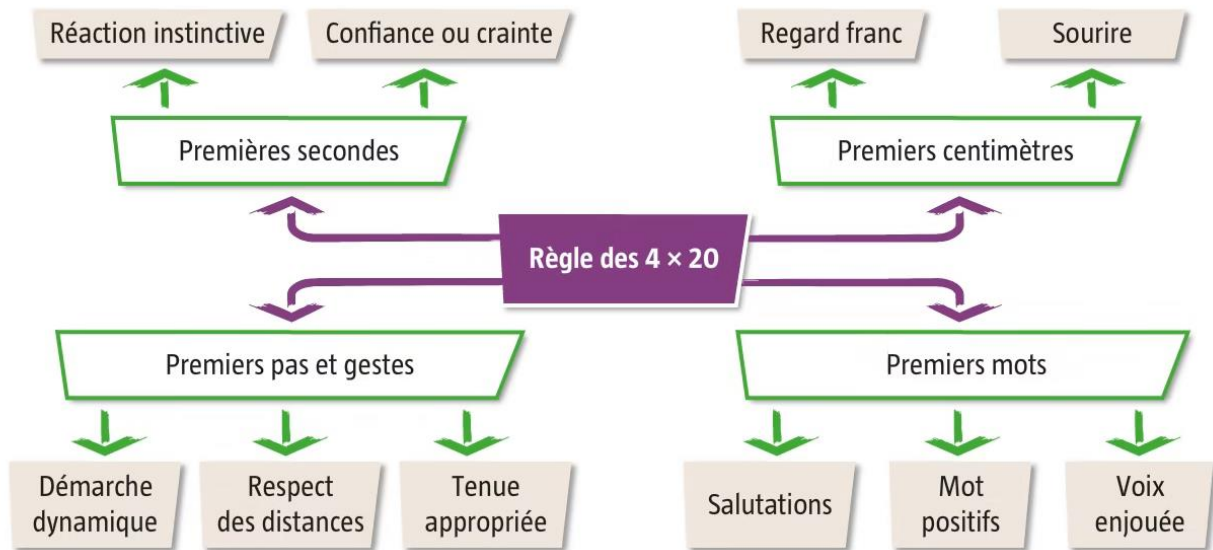 Réaction instinctive
Confiance ou crainte
Regard franc
Sourire
Premières secondes
Premiers centimètres
Règle des 4 × 20
Premiers pas et gestes
Premiers mots
Démarche
dynamique
Respect
des distances
Tenue
appropriée
Salutations
Mot
positifs
Voix
enjouée